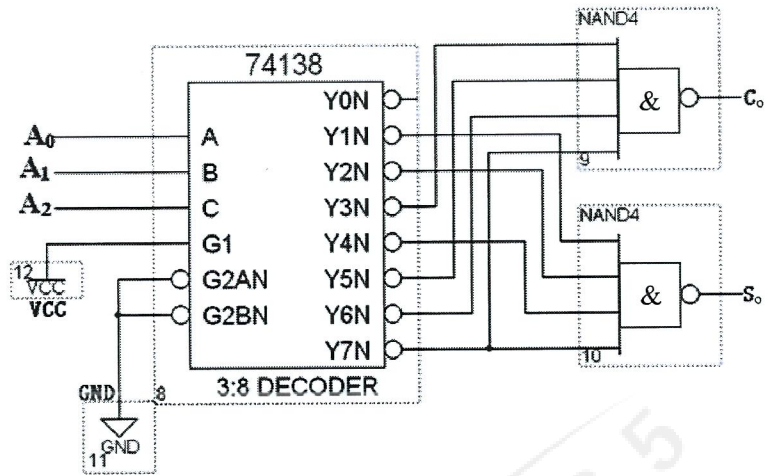 NAND4
&
Cₒ
9
74138
Y0N
A₀
A
Y1N
A₁
B
Y2N
A₂
C
Y3N
G1
Y4N
12
VCC
VCC
G2AN
Y5N
G2BN
Y6N
Y7N
3:8 DECODER
8
NAND4
&
Sₒ
10
GND
GND
11
5